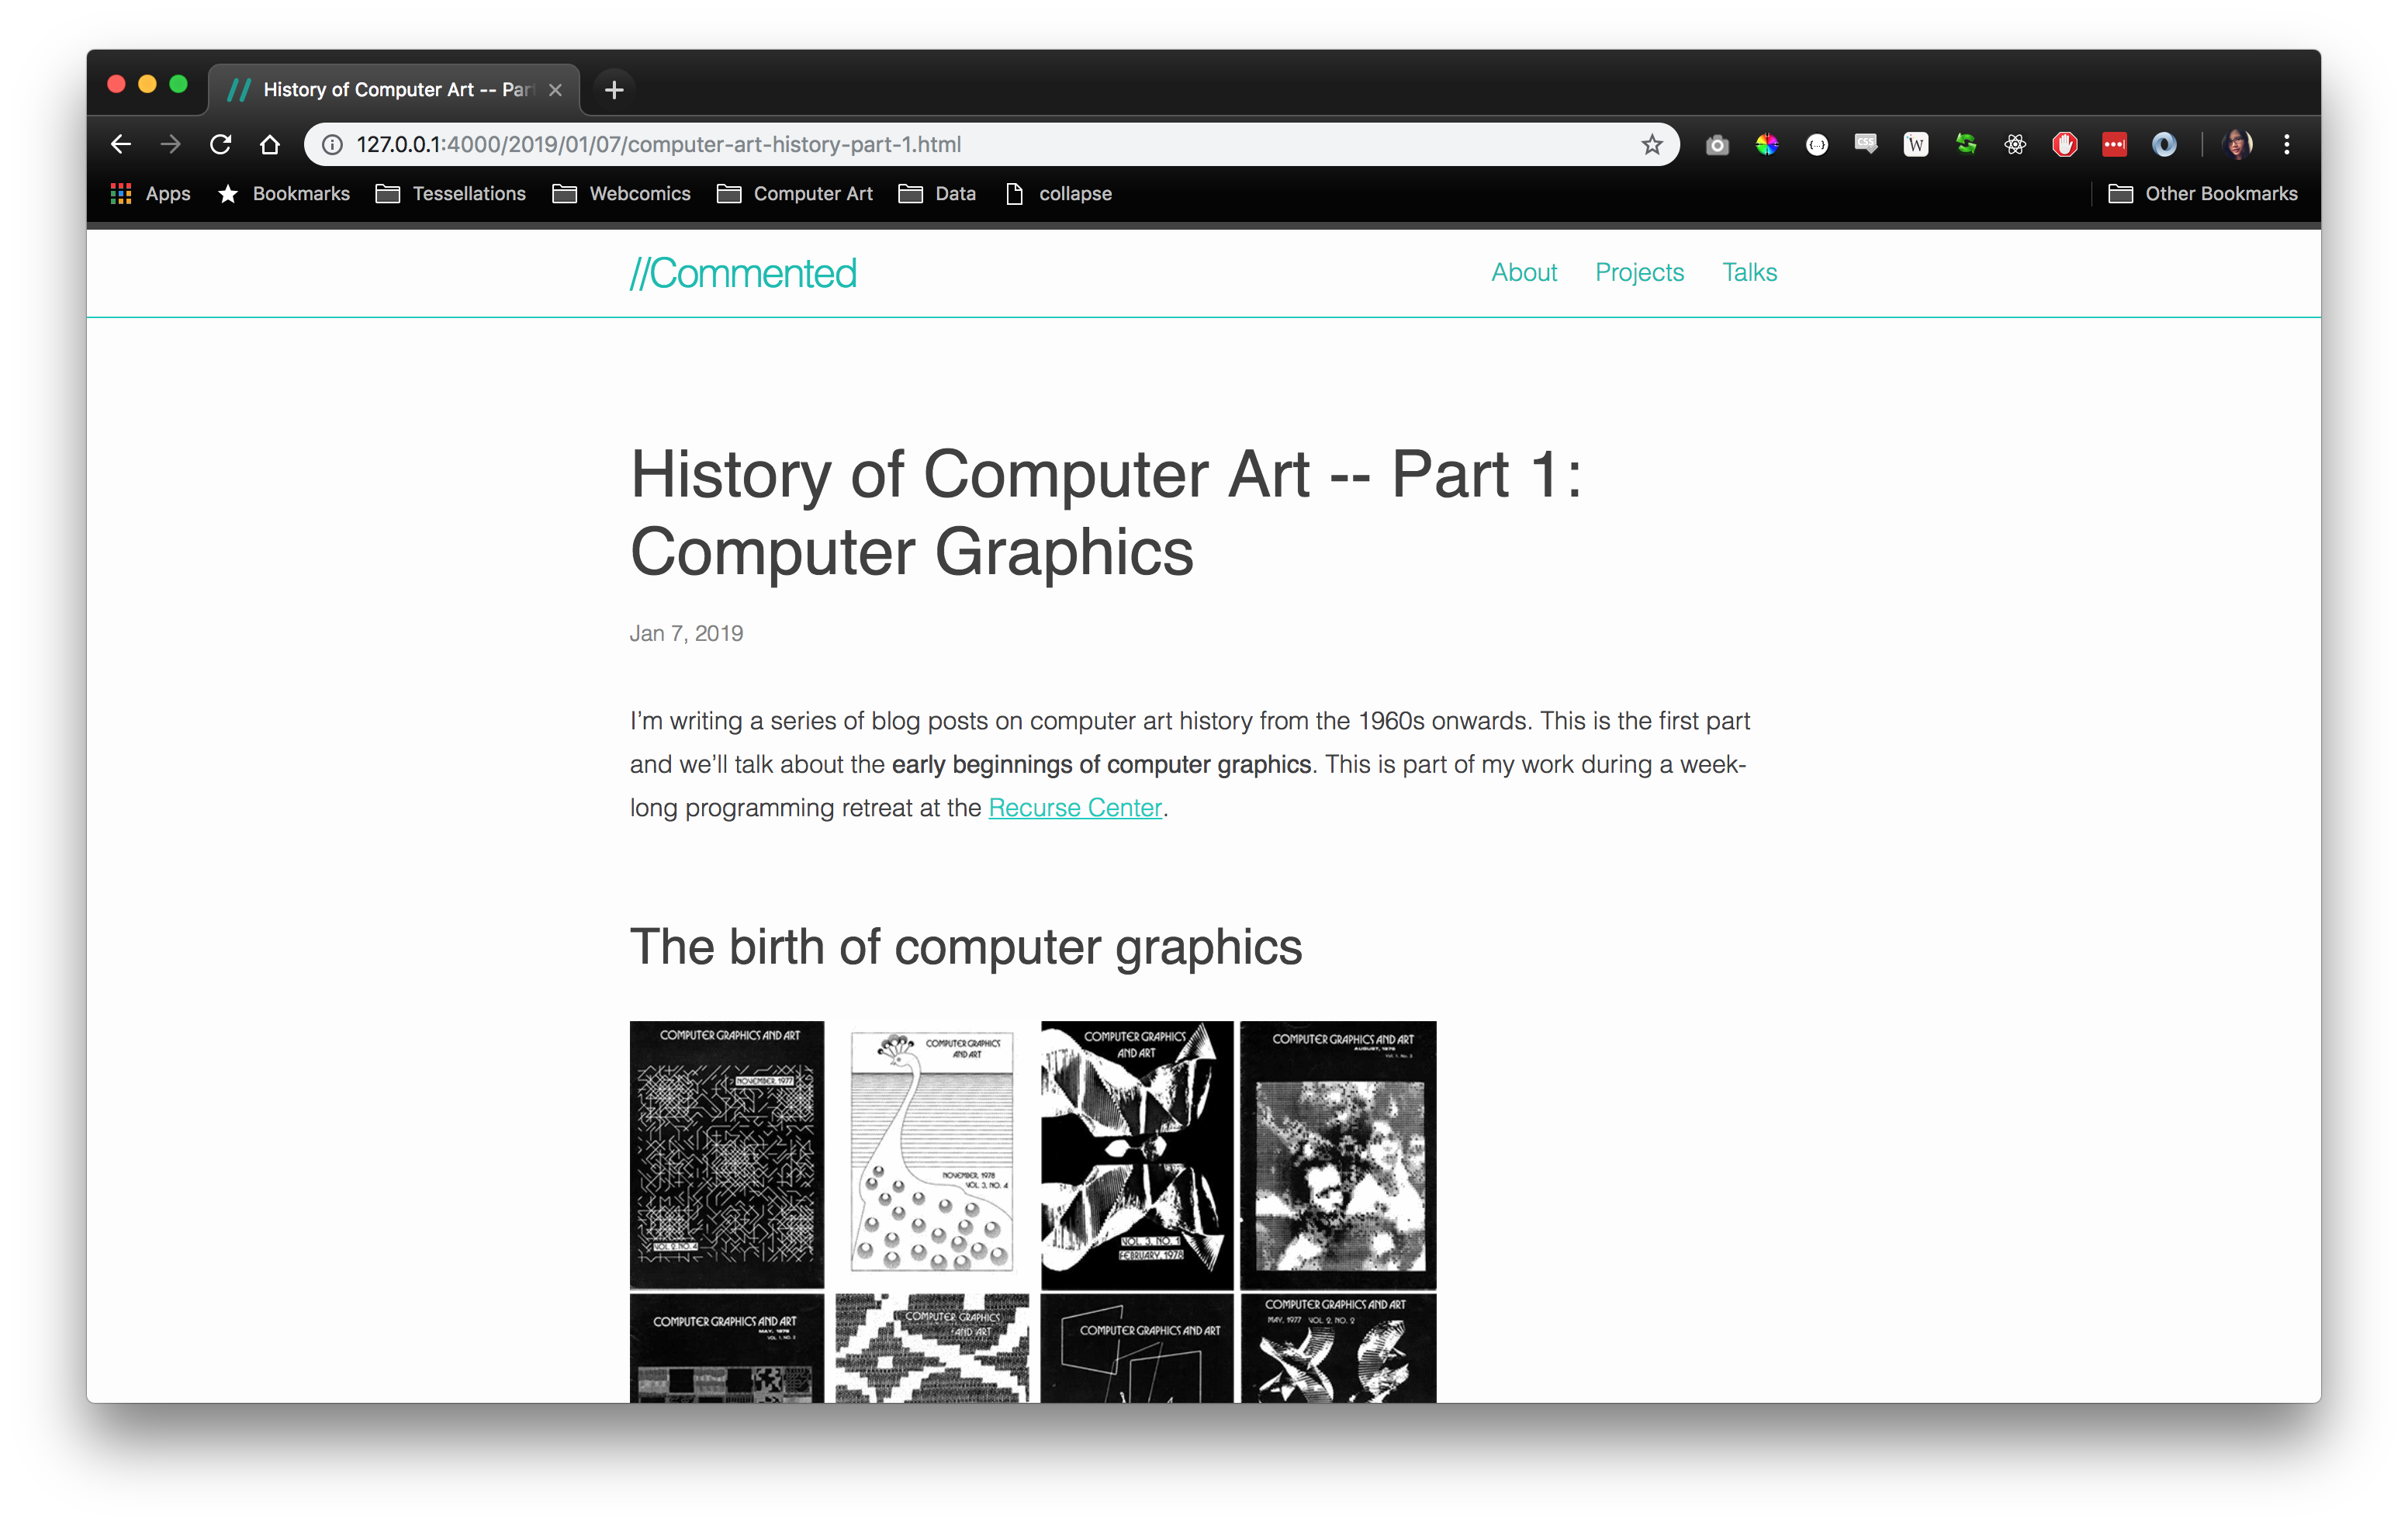 // History of Computer Art -- Par
127.0.0.1:4000/2019/01/07/computer-art-history-part-1.html
Apps Bookmarks Tessellations Webcomics Computer Art Data collapse Other Bookmarks
//Commented About Projects Talks
History of Computer Art -- Part 1:
Computer Graphics
Jan 7, 2019
I'm writing a series of blog posts on computer art history from the 1960s onwards. This is the first part
and we'll talk about the early beginnings of computer graphics. This is part of my work during a week-
long programming retreat at the Recurse Center.
The birth of computer graphics
COMPUTER GRAPHICS AND ART
NOVEMBER, 1977
VOL. 2, NO. 4
COMPUTER GRAPHICS
AND ART
NOVEMBER, 1978
VOL. 3, NO. 4
COMPUTER GRAPHICS
AND ART
VOL. 3, NO. 1
FEBRUARY, 1978
COMPUTER GRAPHICS AND ART
AUGUST, 1976
COMPUTER GRAPHICS AND ART
MAY, 1976
COMPUTER GRAPHICS
AND ART
COMPUTER GRAPHICS AND ART
COMPUTER GRAPHICS AND ART
MAY, 1977 VOL. 2, NO. 2